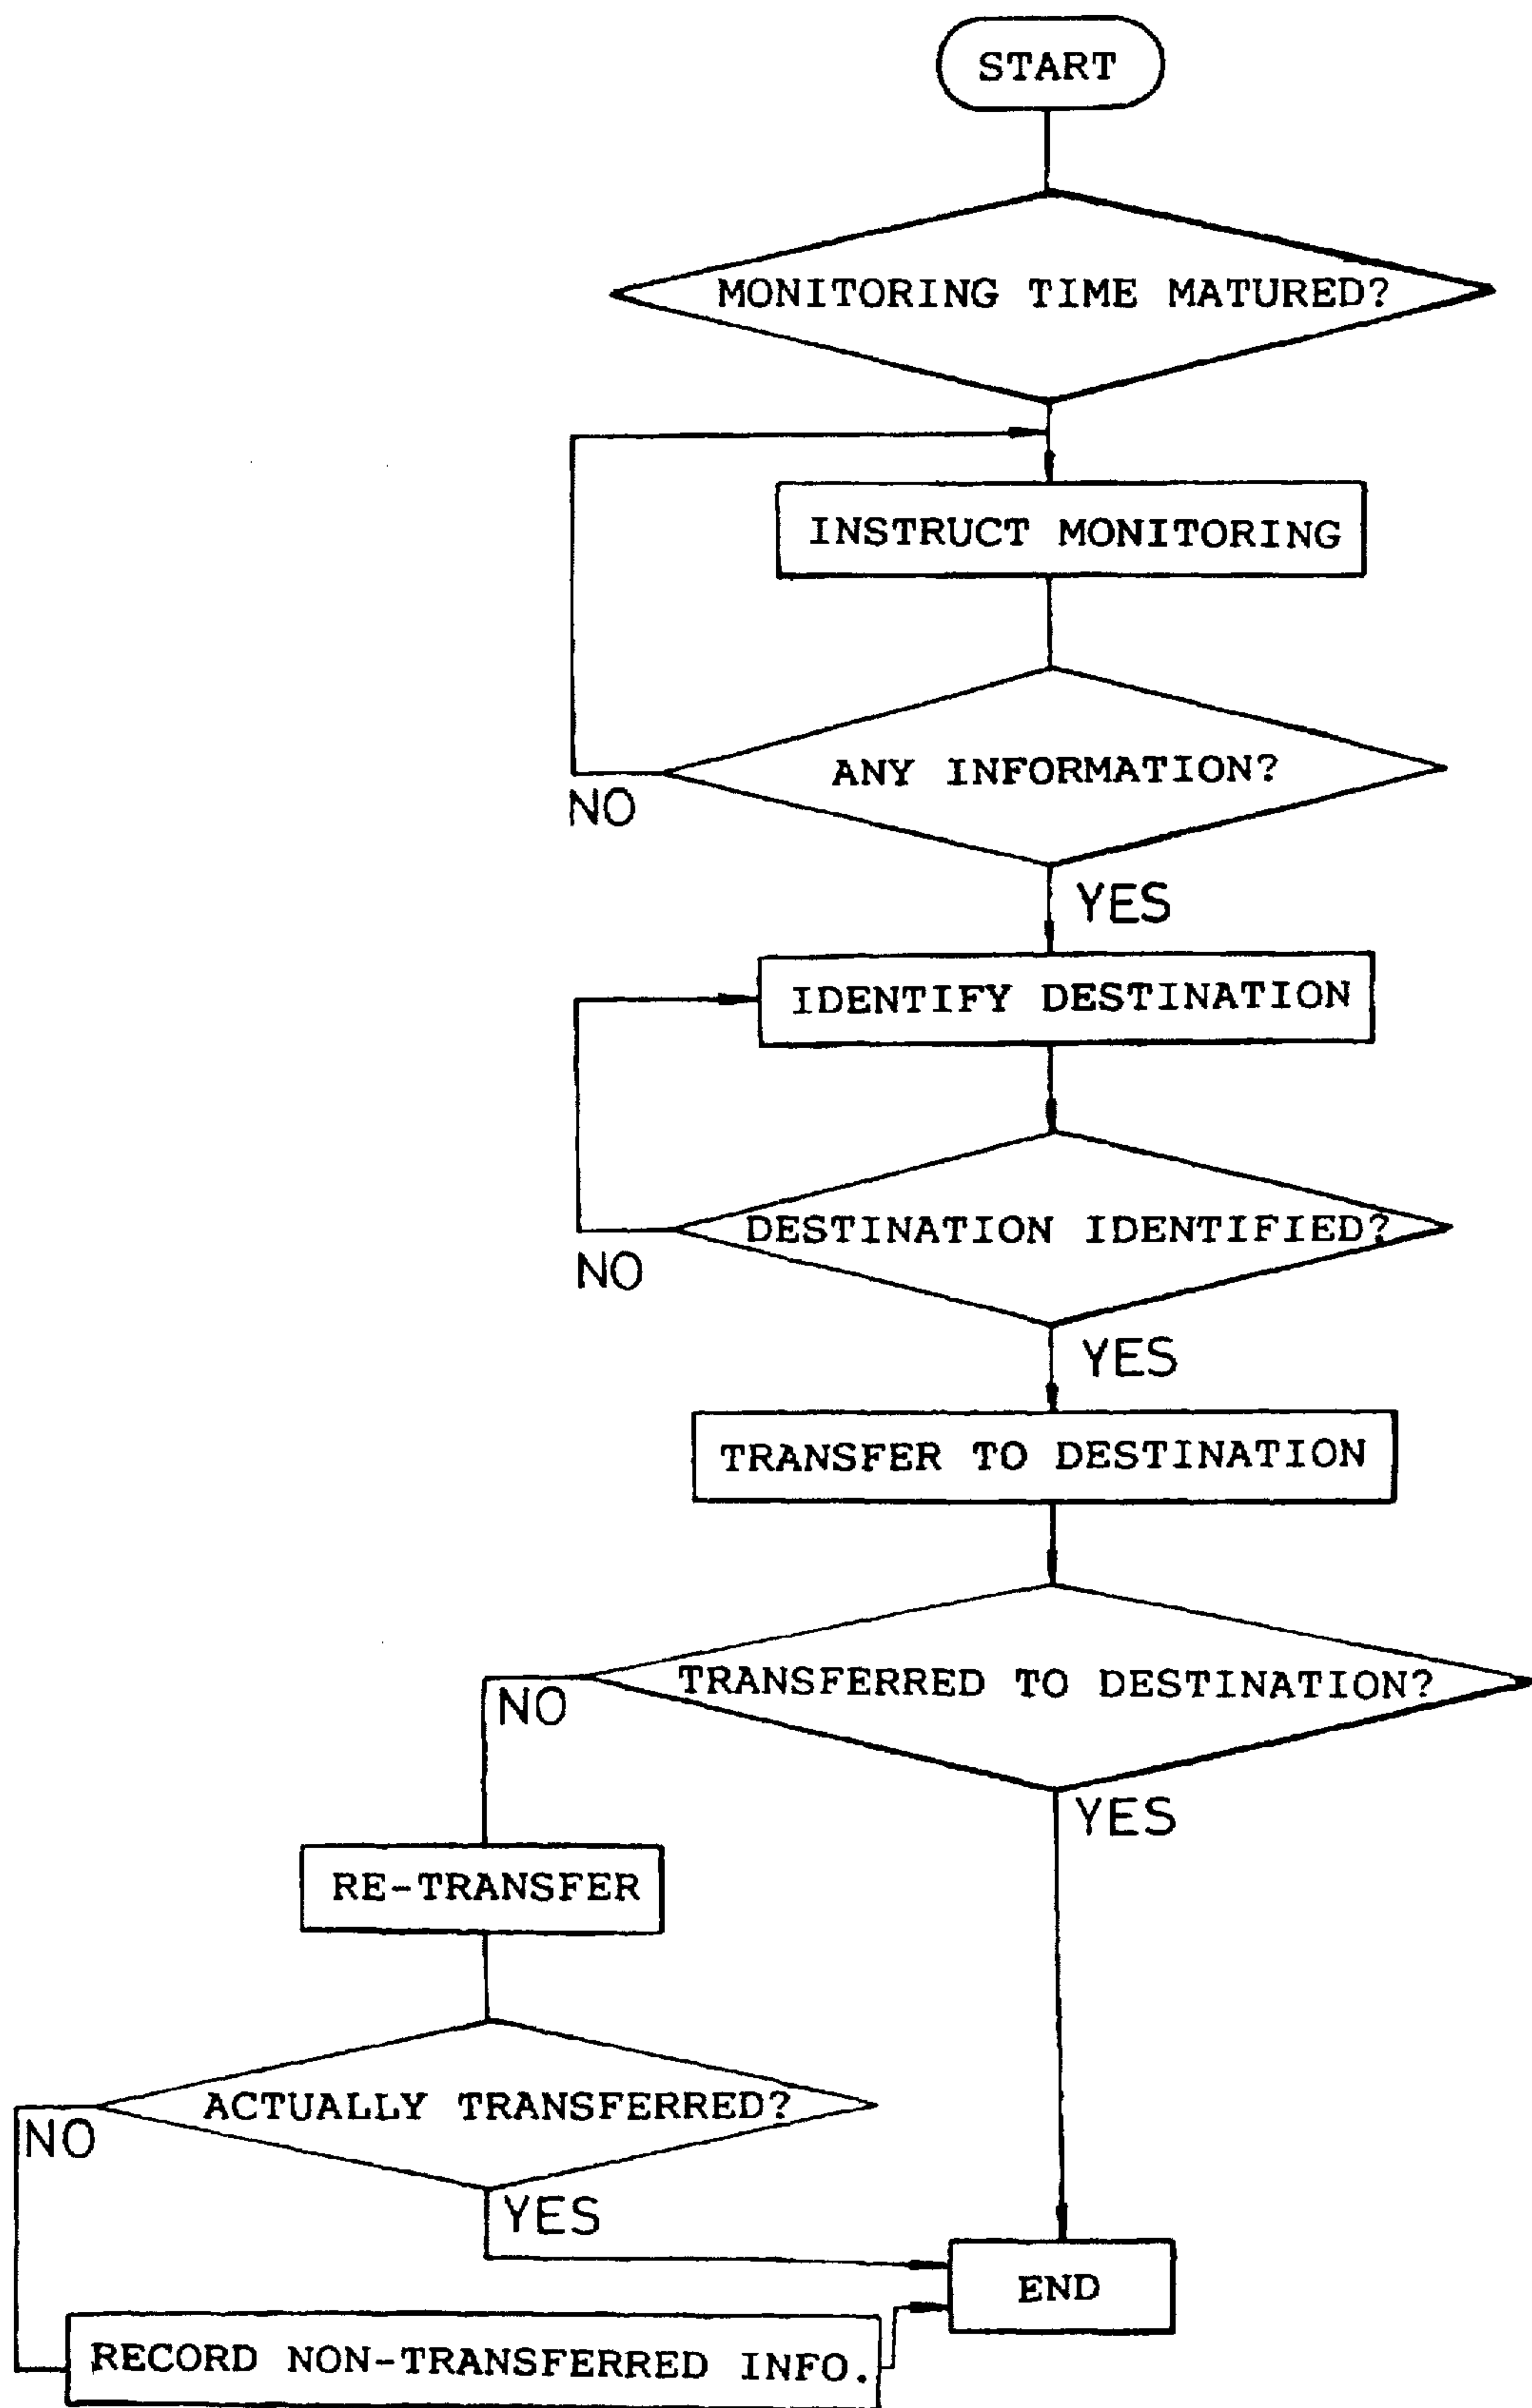 START
MONITORING TIME MATURED?
INSTRUCT MONITORING
ANY INFORMATION?
NO
YES
IDENTIFY DESTINATION
DESTINATION IDENTIFIED?
NO
YES
TRANSFER TO DESTINATION
TRANSFERRED TO DESTINATION?
NO
YES
RE-TRANSFER
ACTUALLY TRANSFERRED?
NO
YES
END
RECORD NON-TRANSFERRED INFO.